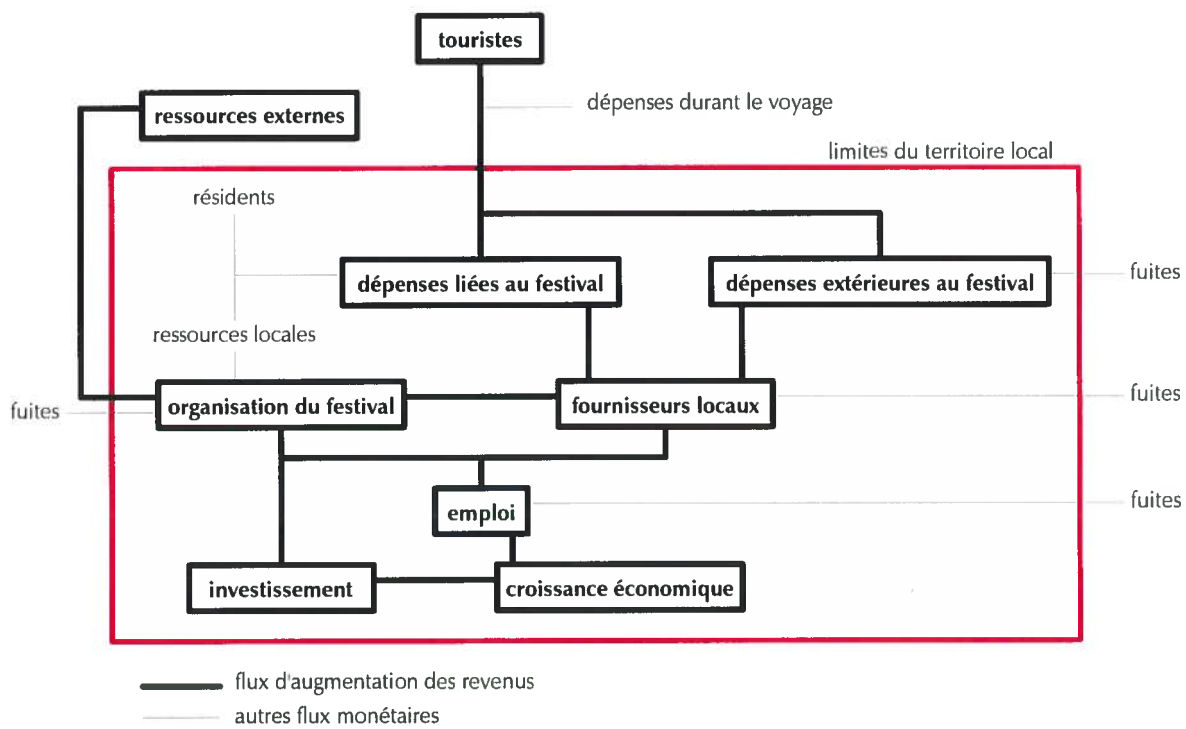 touristes
dépenses durant le voyage
ressources externes
limites du territoire local
résidents
dépenses liées au festival
dépenses extérieures au festival
fuites
ressources locales
organisation du festival
fournisseurs locaux
fuites
fuites
emploi
fuites
investissement
croissance économique
flux d'augmentation des revenus
autres flux monétaires